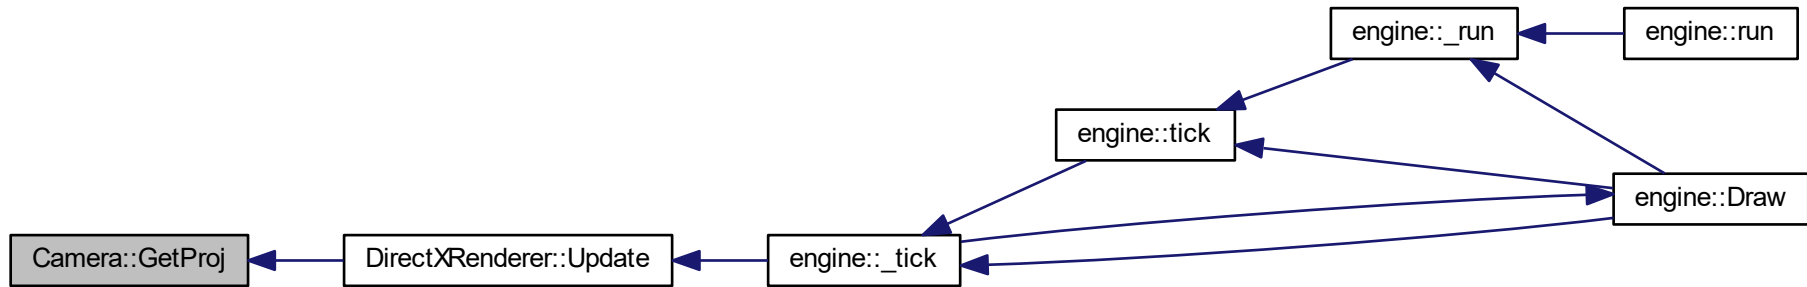 engine::_run
engine::run
engine::tick
engine::Draw
Camera::GetProj
DirectXRenderer::Update
engine::_tick